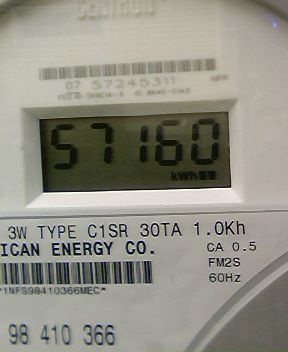 CENTRON
07 57245311
57160
kWh
3W TYPE C1SR 30TA 1.0Kh
ICAN ENERGY CO.
CA 0.5
FM2S
60Hz
*1NFS98410366MEC*
98 410 366